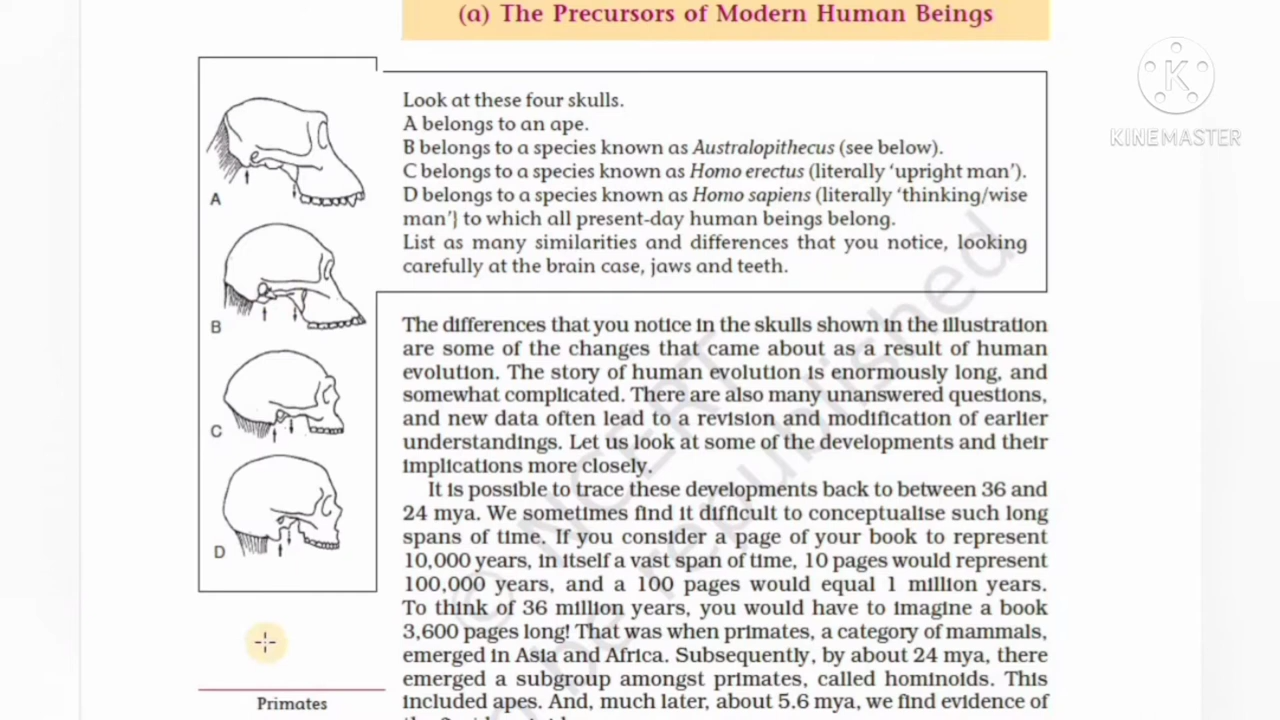 (a) The Precursors of Modern Human Beings
KINEMASTER
Look at these four skulls.
A belongs to an ape.
B belongs to a species known as Australopithecus (see below).
C belongs to a species known as Homo erectus (literally ‘upright man’).
D belongs to a species known as Homo sapiens (literally ‘thinking/wise
man’} to which all present-day human beings belong.
List as many similarities and differences that you notice, looking
carefully at the brain case, jaws and teeth.
A
B
C
D
The differences that you notice in the skulls shown in the illustration
are some of the changes that came about as a result of human
evolution. The story of human evolution is enormously long, and
somewhat complicated. There are also many unanswered questions,
and new data often lead to a revision and modification of earlier
understandings. Let us look at some of the developments and their
implications more closely.
It is possible to trace these developments back to between 36 and
24 mya. We sometimes find it difficult to conceptualise such long
spans of time. If you consider a page of your book to represent
10,000 years, in itself a vast span of time, 10 pages would represent
100,000 years, and a 100 pages would equal 1 million years.
To think of 36 million years, you would have to imagine a book
3,600 pages long! That was when primates, a category of mammals,
emerged in Asia and Africa. Subsequently, by about 24 mya, there
emerged a subgroup amongst primates, called hominoids. This
included apes. And, much later, about 5.6 mya, we find evidence of
Primates
© NCERT
be republished